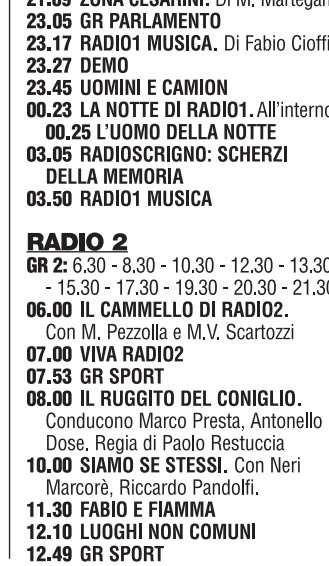 ZONA CESARINI. Di M.
23.05 GR PARLAMENTO
23.17 RADIO1 MUSICA. Di Fabio Cioffi
23.27 DEMO
23.45 UOMINI E CAMION
00.23 LA NOTTE DI RADIO1. All'interno
00.25 L'UOMO DELLA NOTTE
03.05 RADIOSCRIGNO: SCHERZI
DELLA MEMORIA
03.50 RADIO1 MUSICA
RADIO 2
GR 2: 6.30 - 8.30 - 10.30 - 12.30 - 13.30
- 15.30 - 17.30 - 19.30 - 20.30 - 21.30
06.00 IL CAMMELLO DI RADIO2.
Con M. Pezzolla e M.V. Scartozzi
07.00 VIVA RADIO2
07.53 GR SPORT
08.00 IL RUGGITO DEL CONIGLIO.
Conducono Marco Presta, Antonello
Dose. Regia di Paolo Restuccia
10.00 SIAMO SE STESSI. Con Neri
Marcorè, Riccardo Pandolfi.
11.30 FABIO E FIAMMA
12.10 LUOGHI NON COMUNI
12.49 GR SPORT